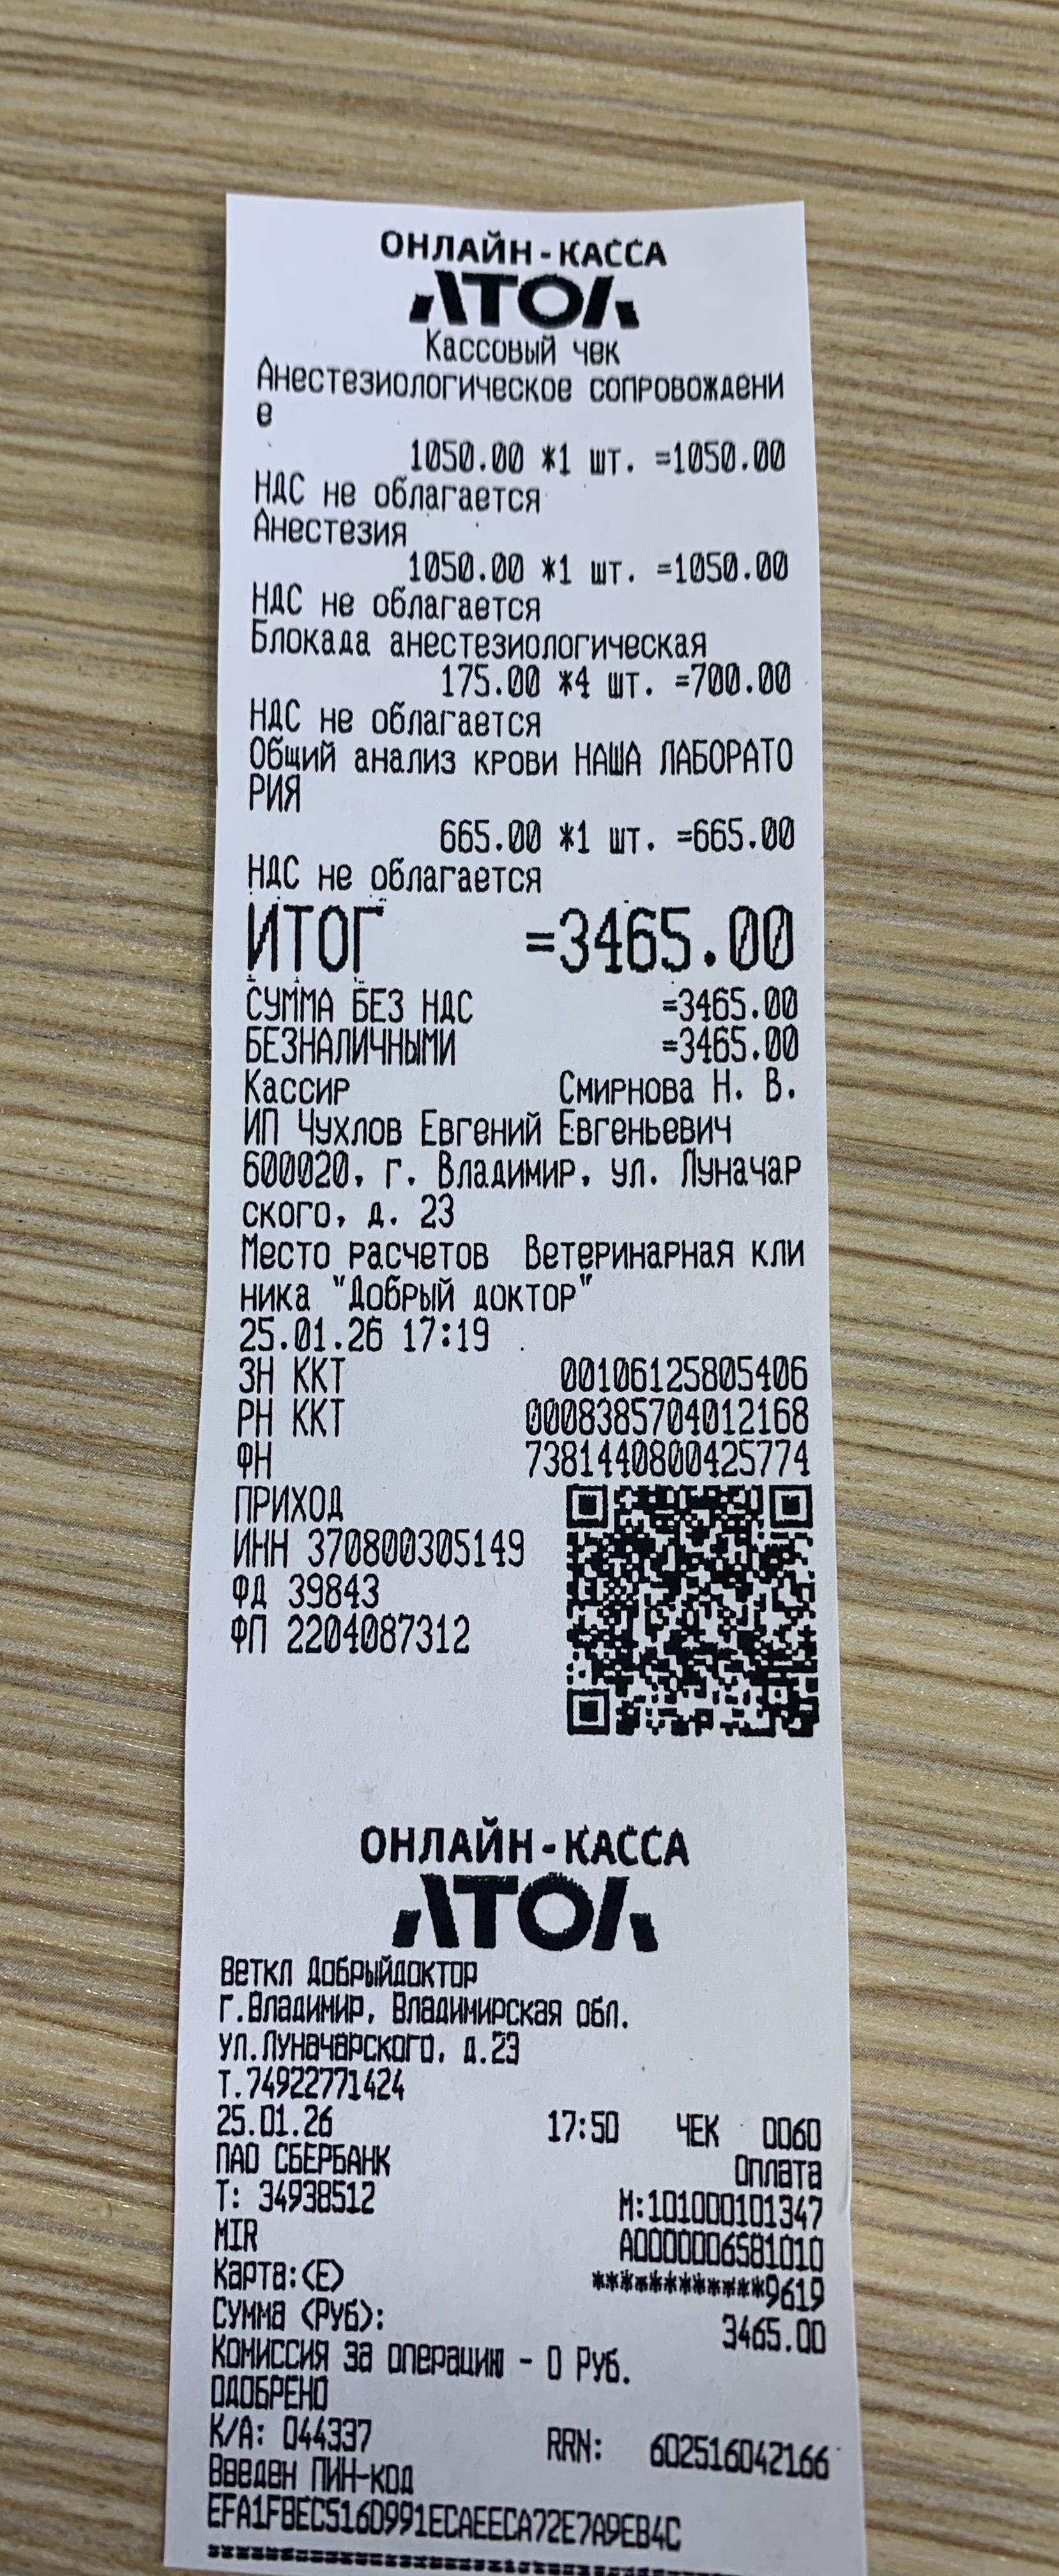 ОНЛАЙН-КАССА
АТОЛ
Кассовый чек
Анестезиологическое сопровождени
е
1050.00 *1 шт. =1050.00
НДС не облагается
Анестезия
1050.00 *1 шт. =1050.00
НДС не облагается
Блокада анестезиологическая
175.00 *4 шт. =700.00
НДС не облагается
Общий анализ крови НАША ЛАБОРАТО
РИЯ
665.00 *1 шт. =665.00
НДС не облагается
ИТОГ =3465.00
СУММА БЕЗ НДС =3465.00
БЕЗНАЛИЧНЫМИ =3465.00
Кассир Смирнова Н. В.
ИП Чухлов Евгений Евгеньевич
600020, г. Владимир, ул. Луначар
ского, д. 23
Место расчетов Ветеринарная кли
ника "Добрый доктор"
25.01.26 17:19
ЗН ККТ 00106125805406
РН ККТ 0008385704012168
ФН 7381440800425774
ПРИХОД
ИНН 370800305149
ФД 39843
ФП 2204087312
ОНЛАЙН-КАССА
АТОЛ
Веткл Добрыйдоктор
г.Владимир, Владимирская обл.
ул.Луначарского, д.23
Т.74922771424
25.01.26 17:50 ЧЕК 0060
ПАО СБЕРБАНК Оплата
Т: 34938512 М:101000101347
MIR A0000006581010
Карта:(E) ************9619
Сумма (Руб): 3465.00
Комиссия за операцию - 0 Руб.
ОДОБРЕНО
К/А: 044337 RRN: 602516042166
Введен ПИН-код
EFA1FBEC516D991ECAEECA72E7A9EB4C
================================